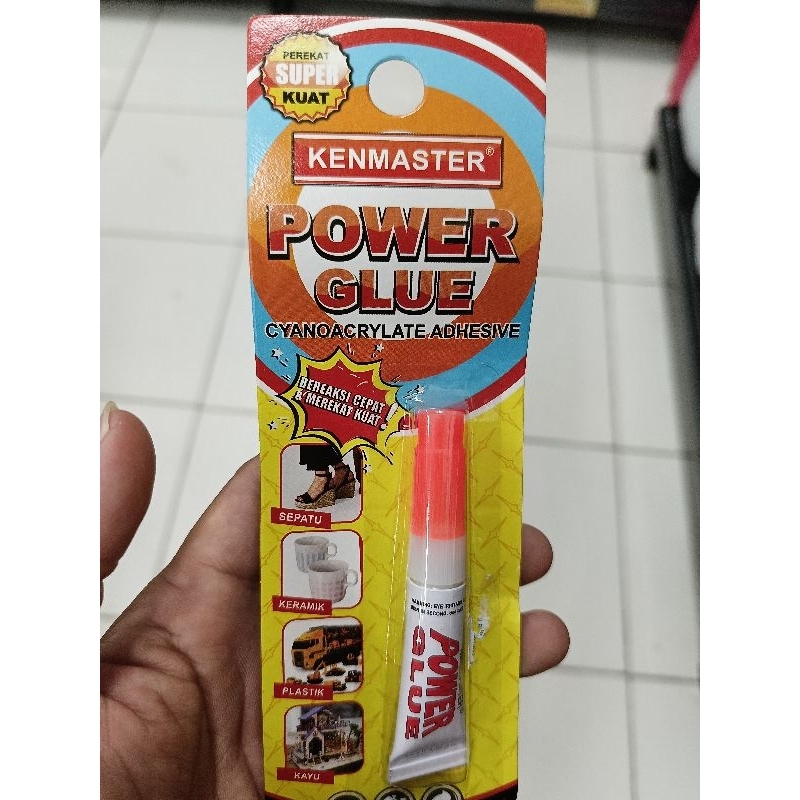 PEREKAT
SUPER
KUAT
KENMASTER®
POWER
GLUE
CYANOACRYLATE ADHESIVE
BEREAKSI CEPAT
& MEREKAT KUAT!
SEPATU
KERAMIK
PLASTIK
KAYU
POWER
GLUE